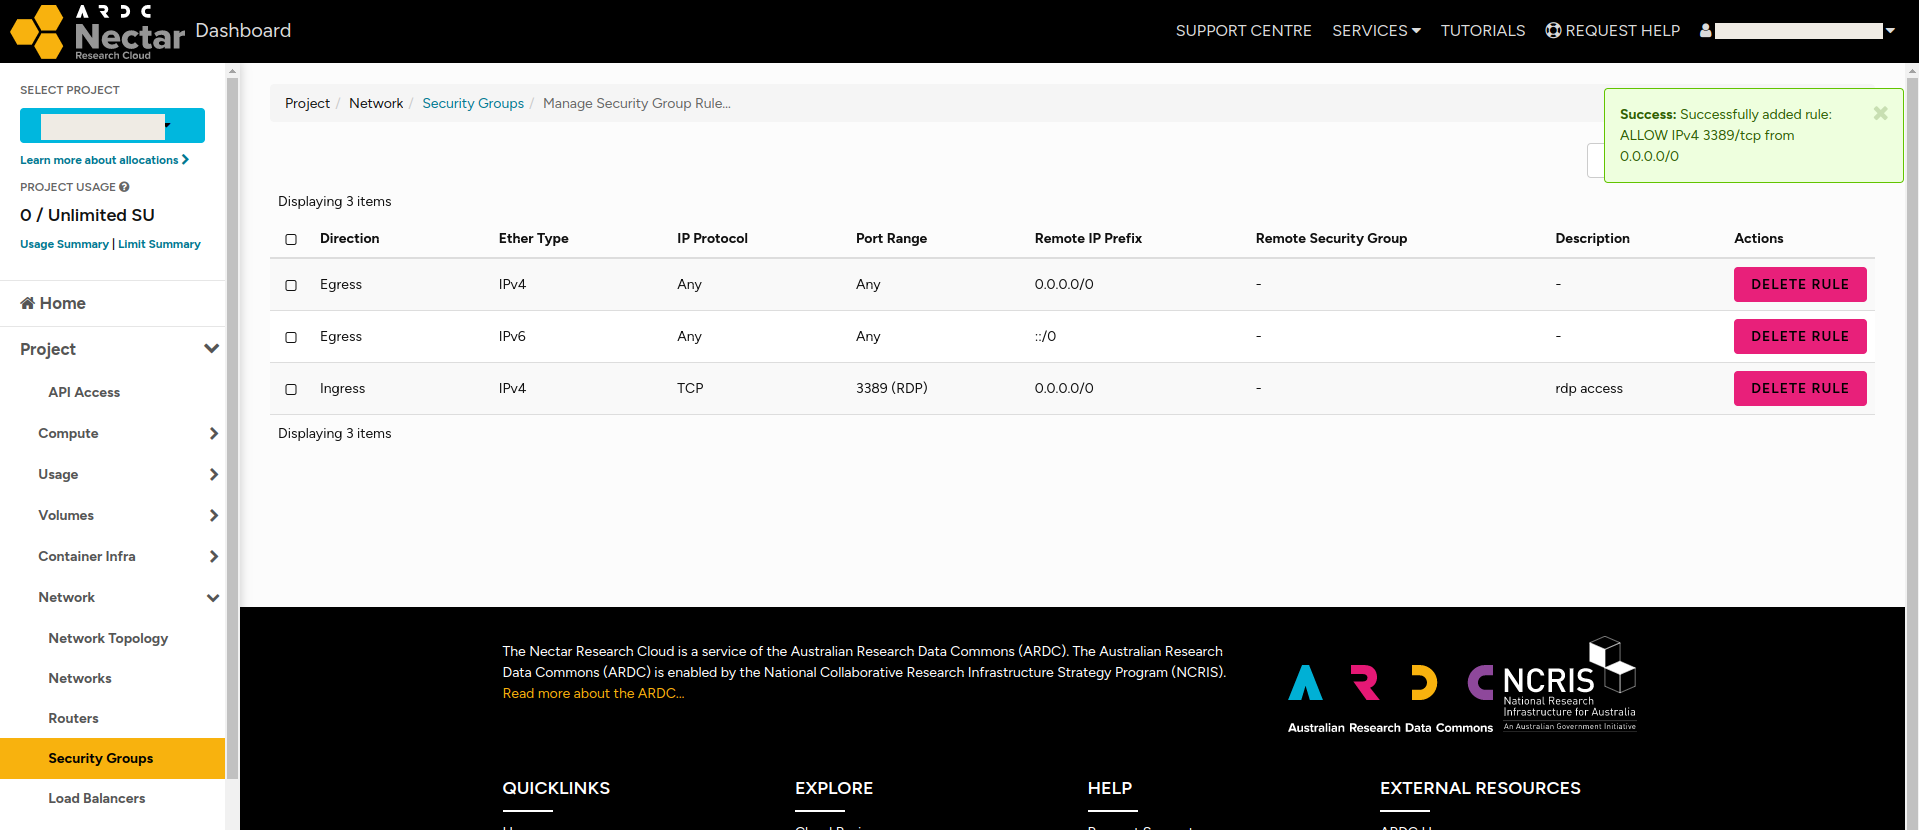 ARDC
Nectar
Research Cloud
Dashboard
SUPPORT CENTRE
SERVICES
TUTORIALS
REQUEST HELP
SELECT PROJECT
Learn more about allocations
PROJECT USAGE
0 / Unlimited SU
Usage Summary | Limit Summary
Home
Project
API Access
Compute
Usage
Volumes
Container Infra
Network
Network Topology
Networks
Routers
Security Groups
Load Balancers
Project / Network / Security Groups / Manage Security Group Rule...
Success: Successfully added rule:
ALLOW IPv4 3389/tcp from
0.0.0.0/0
Displaying 3 items
Direction Ether Type IP Protocol Port Range Remote IP Prefix Remote Security Group Description Actions
Egress IPv4 Any Any 0.0.0.0/0 - - DELETE RULE
Egress IPv6 Any Any ::/0 - - DELETE RULE
Ingress IPv4 TCP 3389 (RDP) 0.0.0.0/0 - rdp access DELETE RULE
Displaying 3 items
The Nectar Research Cloud is a service of the Australian Research Data Commons (ARDC). The Australian Research
Data Commons (ARDC) is enabled by the National Collaborative Research Infrastructure Strategy Program (NCRIS).
Read more about the ARDC...
ARDC
Australian Research Data Commons
NCRIS
National Research
Infrastructure for Australia
An Australian Government Initiative
QUICKLINKS
EXPLORE
HELP
EXTERNAL RESOURCES